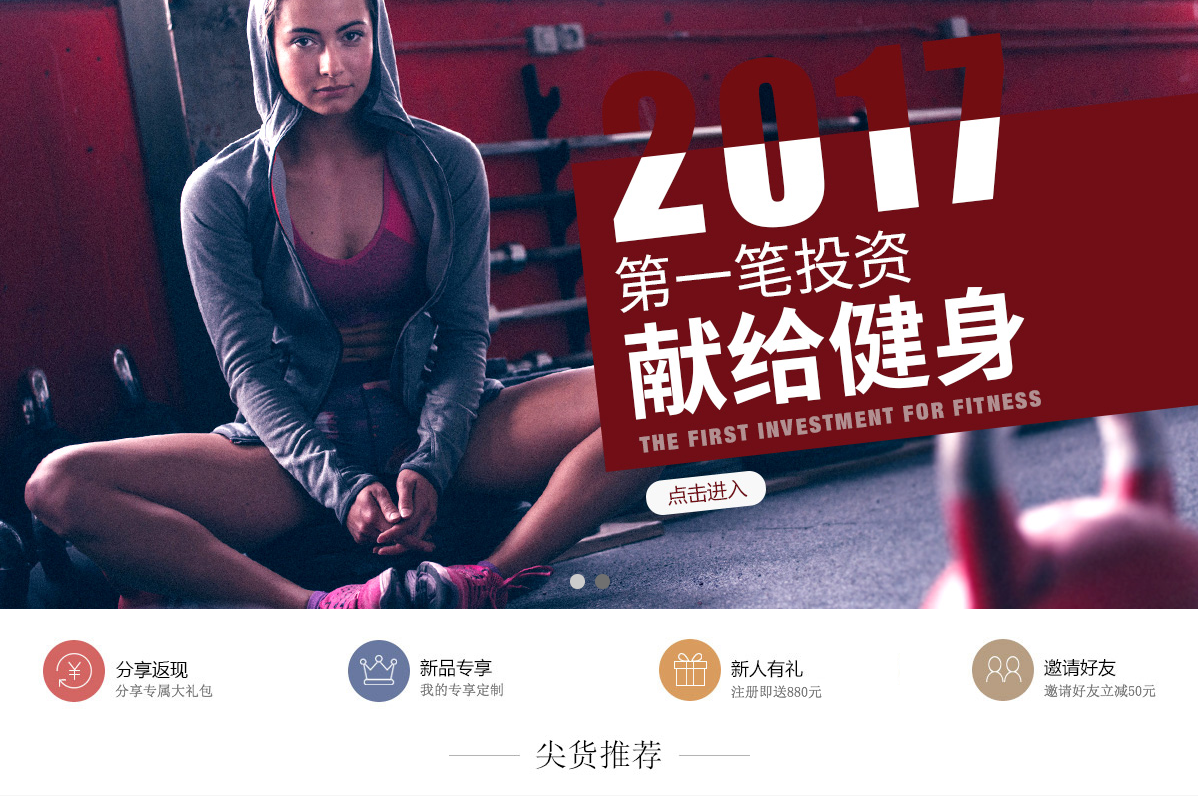 2017
第一笔投资
献给健身
THE FIRST INVESTMENT FOR FITNESS
点击进入
分享返现
分享专属大礼包
新品专享
我的专享定制
新人有礼
注册即送880元
邀请好友
邀请好友立减50元
尖货推荐